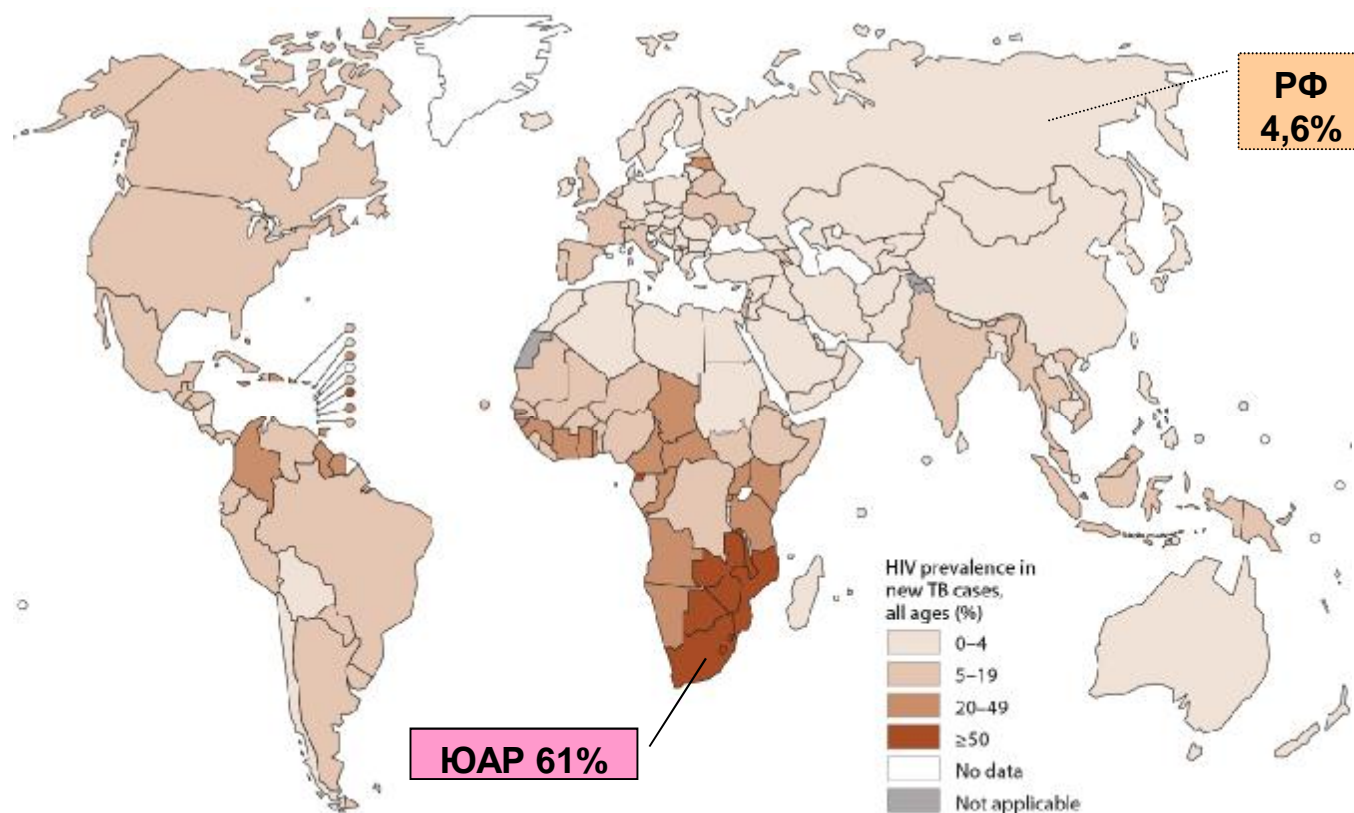 РФ
4,6%
HIV prevalence in
new TB cases,
all ages (%)
0–4
5–19
20–49
≥50
No data
Not applicable
ЮАР 61%